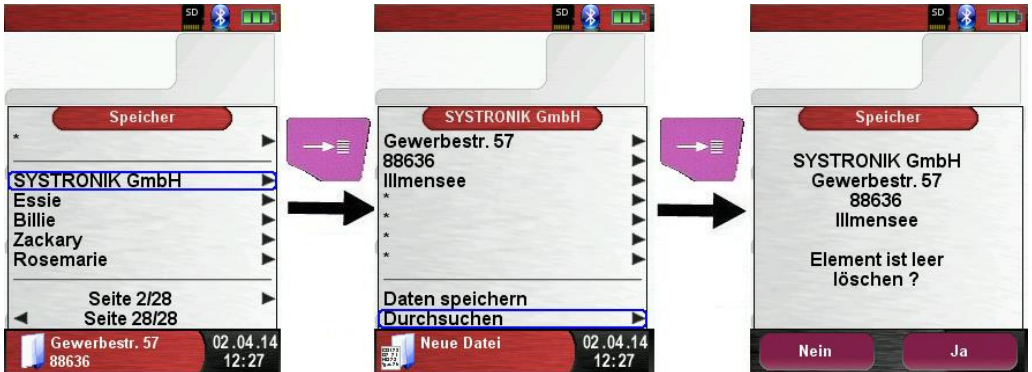 SD
Speicher
*
SYSTRONIK GmbH
Essie
Billie
Zackary
Rosemarie
Seite 2/28
Seite 28/28
Gewerbestr. 57
88636
02.04.14
12:27
SD
SYSTRONIK GmbH
Gewerbestr. 57
88636
Illmensee
*
*
*
*
Daten speichern
Durchsuchen
Neue Datei
02.04.14
12:27
SD
Speicher
SYSTRONIK GmbH
Gewerbestr. 57
88636
Illmensee
Element ist leer
löschen ?
Nein
Ja